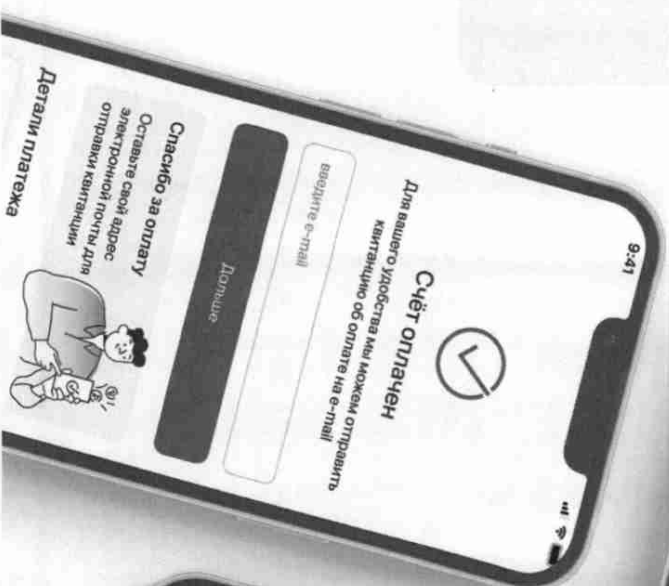 9:41
Счёт оплачен
Для вашего удобства мы можем отправить
квитанцию об оплате на e-mail
введите e-mail
Дальше
Спасибо за оплату
Оставьте свой адрес
электронной почты для
отправки квитанции
Детали платежа